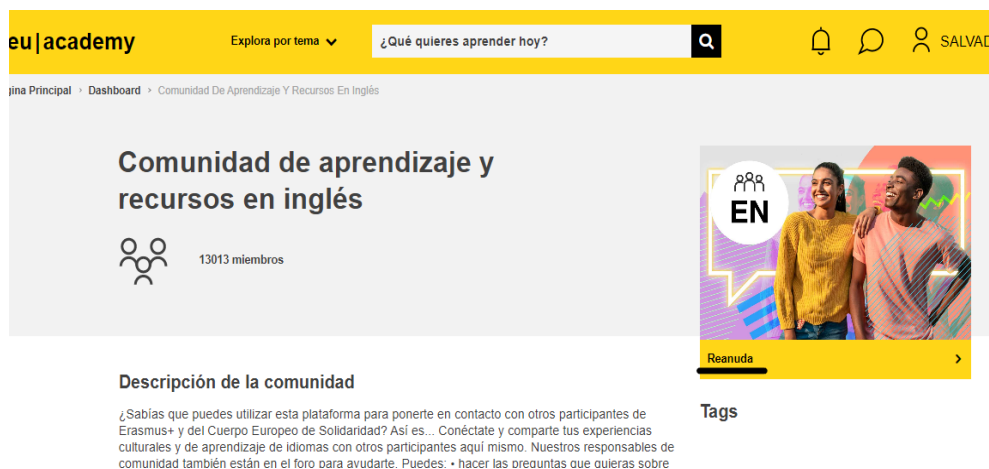 eu|academy
Explora por tema
¿Qué quieres aprender hoy?
Página Principal › Dashboard › Comunidad De Aprendizaje Y Recursos En Inglés
Comunidad de aprendizaje y
recursos en inglés
13013 miembros
EN
Reanuda
Descripción de la comunidad
¿Sabías que puedes utilizar esta plataforma para ponerte en contacto con otros participantes de
Erasmus+ y del Cuerpo Europeo de Solidaridad? Así es... Conéctate y comparte tus experiencias
culturales y de aprendizaje de idiomas con otros participantes aquí mismo. Nuestros responsables de
comunidad también están en el foro para ayudarte. Puedes: • hacer las preguntas que quieras sobre
Tags